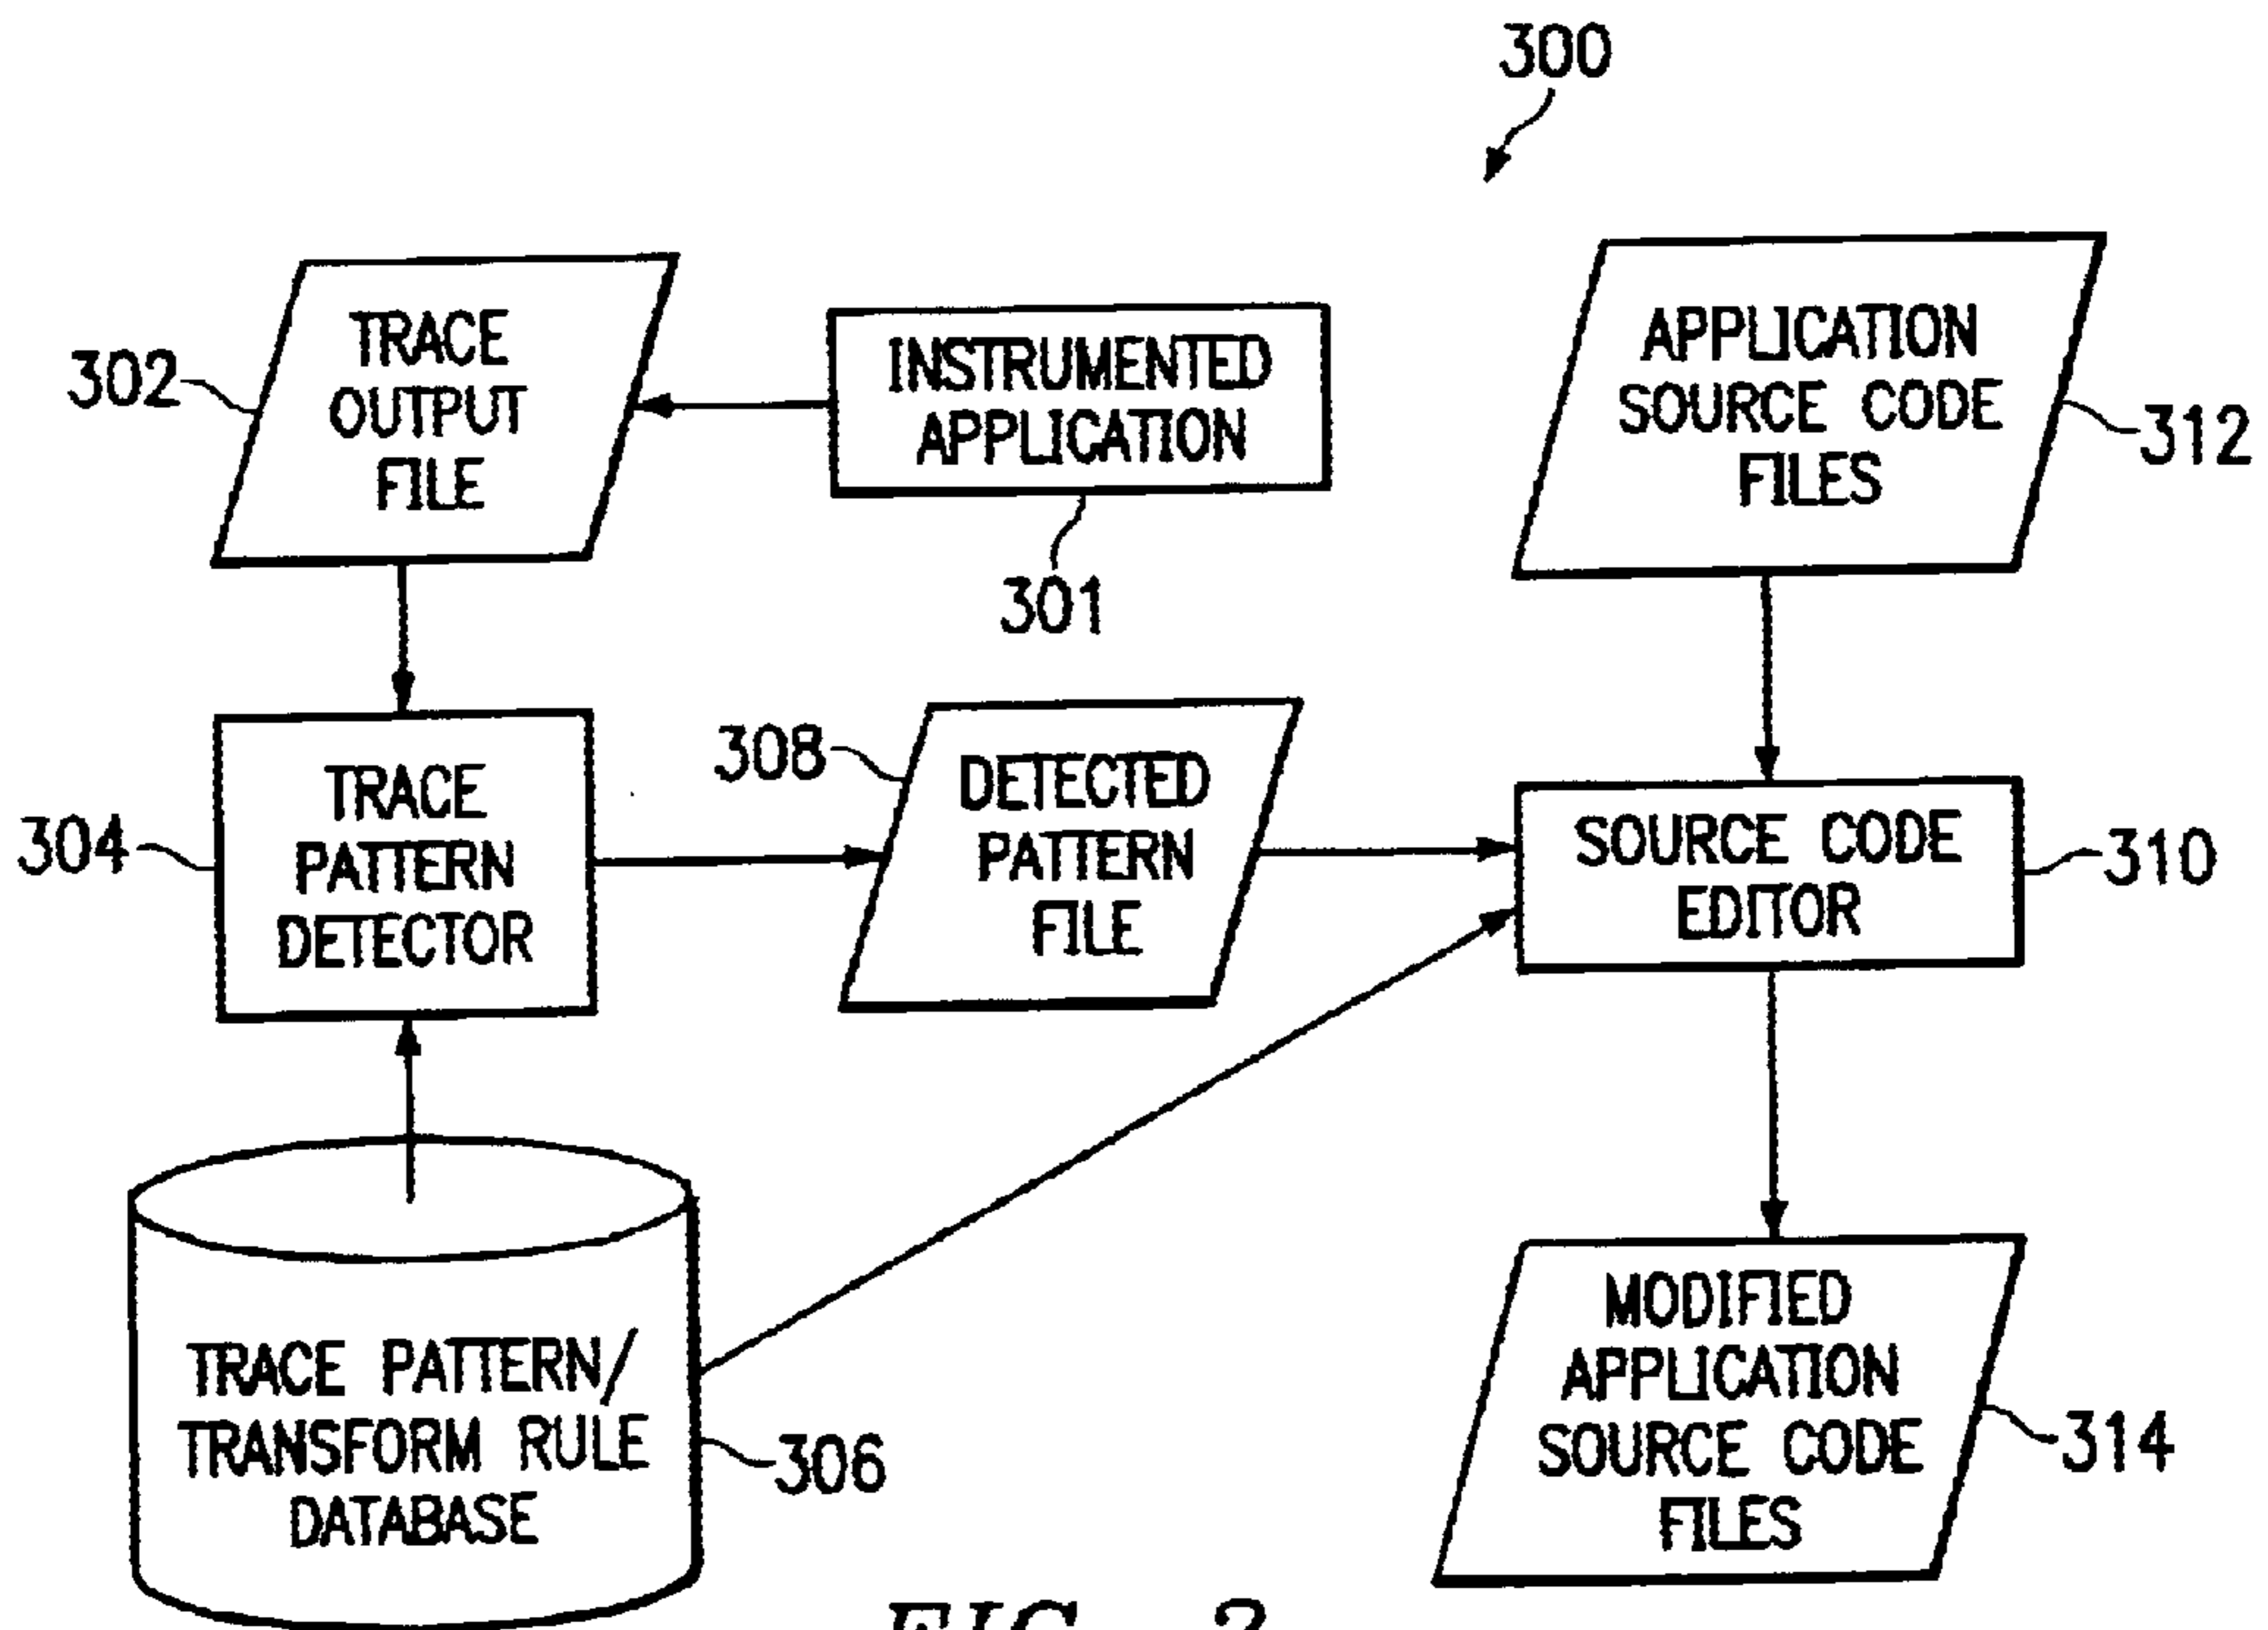 300
TRACE
OUTPUT
FILE
302
INSTRUMENTED
APPLICATION
301
APPLICATION
SOURCE CODE
FILES
312
TRACE
PATTERN
DETECTOR
304
308
DETECTED
PATTERN
FILE
SOURCE CODE
EDITOR
310
TRACE PATTERN/
TRANSFORM RULE
DATABASE
306
MODIFIED
APPLICATION
SOURCE CODE
FILES
314
FIG.